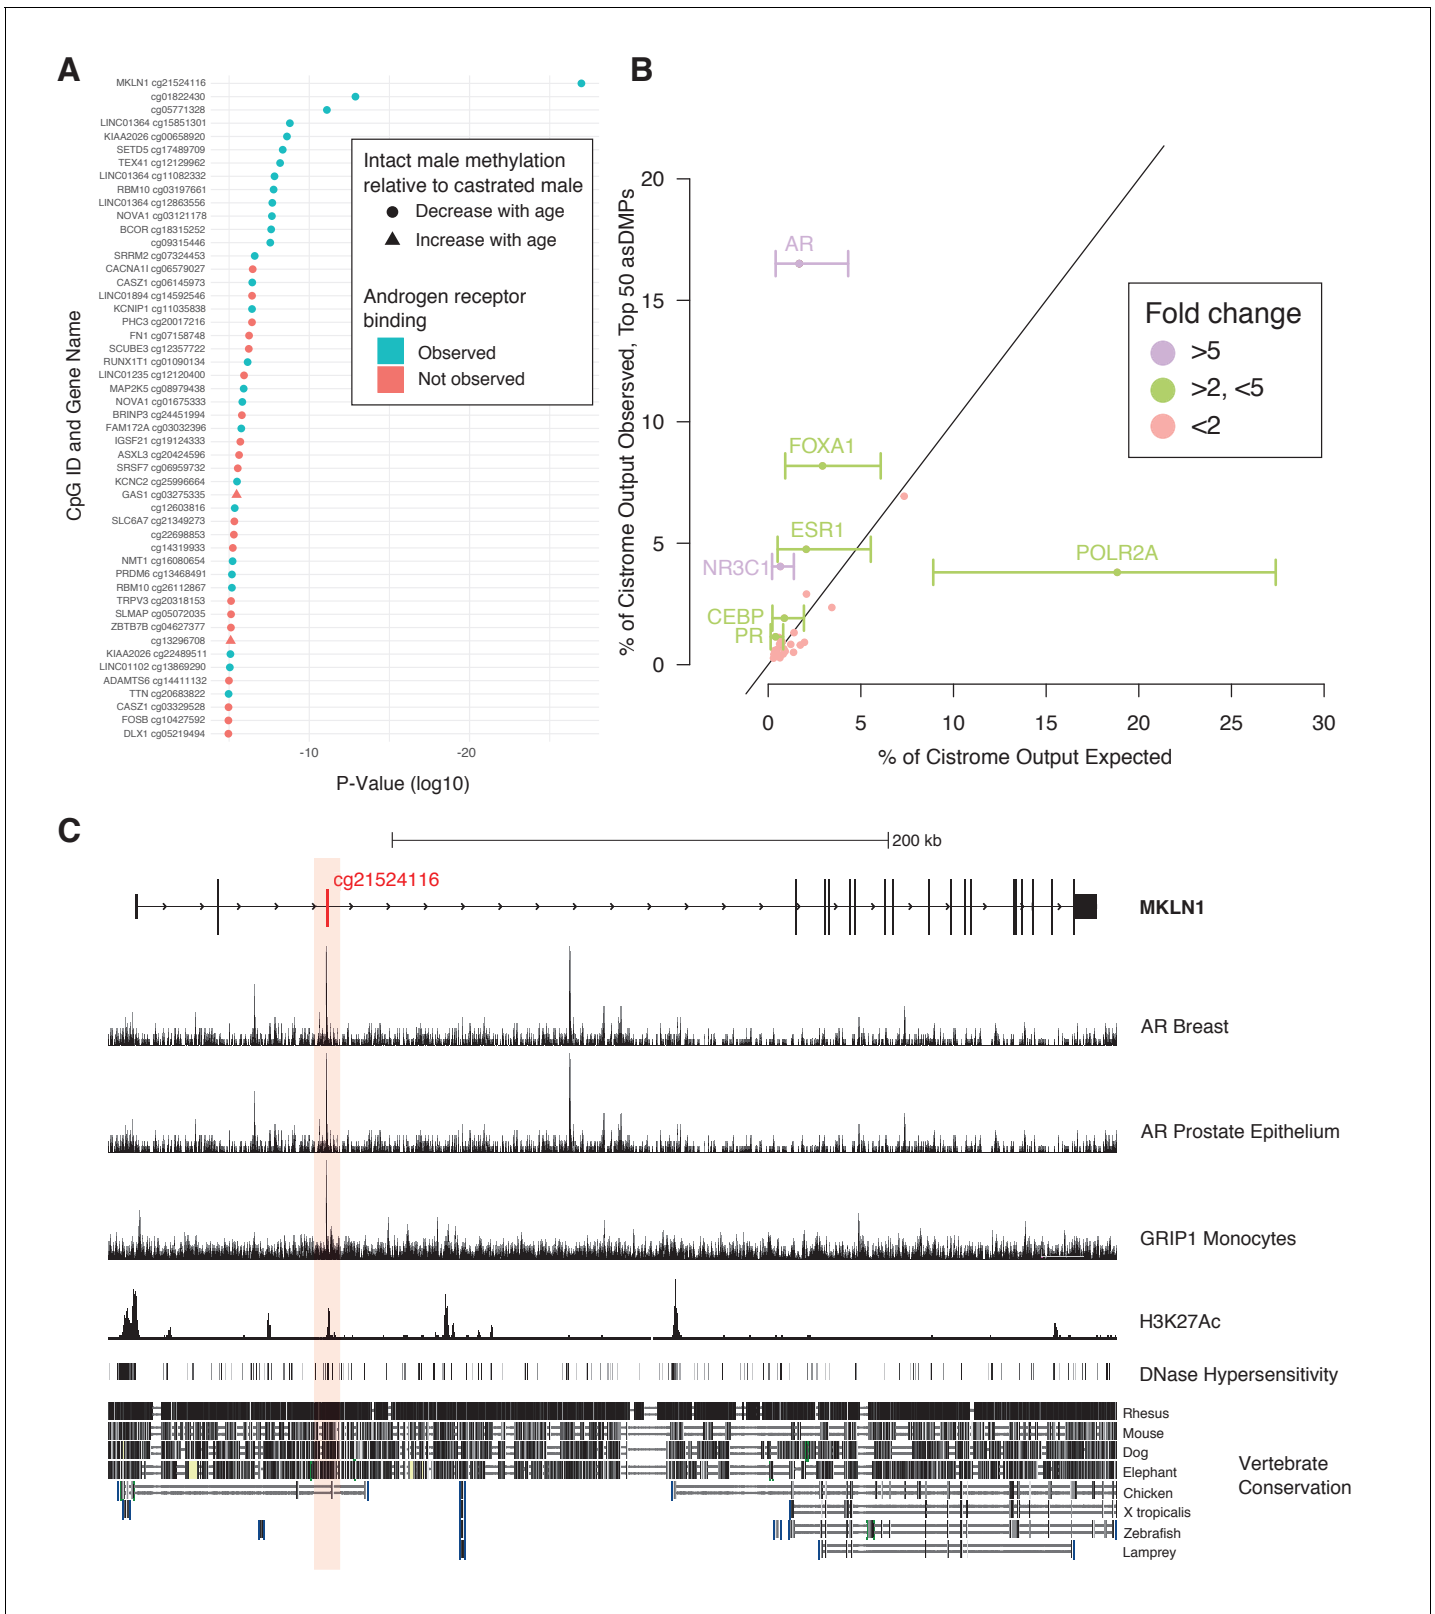 A
MKLN1 cg21524116
cg01822430
cg05771328
LINC01364 cg15851301
KIAA2026 cg00658920
SETD5 cg17489709
TEX41 cg12129962
LINC01364 cg11082332
RBM10 cg03197661
LINC01364 cg12863556
NOVA1 cg03121178
BCOR cg18315252
cg09315446
SRRM2 cg07324453
CACNA1I cg06579027
CASZ1 cg06145973
LINC01894 cg14592546
KCNIP1 cg11035838
PHC3 cg20017216
FN1 cg07158748
SCUBE3 cg12357722
RUNX1T1 cg01090134
LINC01235 cg12120400
MAP2K5 cg08979438
NOVA1 cg01675333
BRINP3 cg24451994
FAM172A cg03032396
IGSF21 cg19124333
ASXL3 cg20424596
SRSF7 cg06959732
KCNC2 cg25996664
GAS1 cg03275335
cg12603816
SLC6A7 cg21349273
cg22698853
cg14319933
NMT1 cg16080654
PRDM6 cg13468491
RBM10 cg26112867
TRPV3 cg20318153
SLMAP cg05072035
ZBTB7B cg04627377
cg13296708
KIAA2026 cg22489511
LINC01102 cg13869290
ADAMTS6 cg14411132
TTN cg20683822
CASZ1 cg03329528
FOSB cg10427592
DLX1 cg05219494
CpG ID and Gene Name
-10
-20
P-Value (log10)
Intact male methylation
relative to castrated male
Decrease with age
Increase with age
Androgen receptor
binding
Observed
Not observed
B
% of Cistrome Output Obsersved, Top 50 asDMPs
20
15
10
5
0
AR
FOXA1
ESR1
NR3C1
POLR2A
CEBP
PR
Fold change
>5
>2, <5
<2
0
5
10
15
20
25
30
% of Cistrome Output Expected
C
200 kb
cg21524116
MKLN1
AR Breast
AR Prostate Epithelium
GRIP1 Monocytes
H3K27Ac
DNase Hypersensitivity
Rhesus
Mouse
Dog
Elephant
Chicken
X tropicalis
Zebrafish
Lamprey
Vertebrate
Conservation